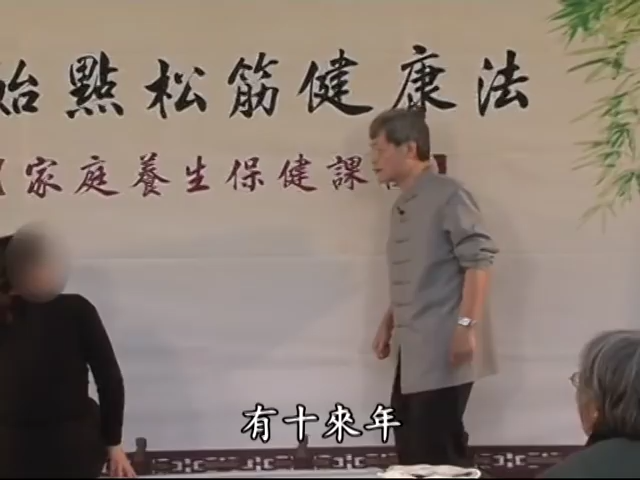 始點松筋健康法
家庭養生保健課
有十來年